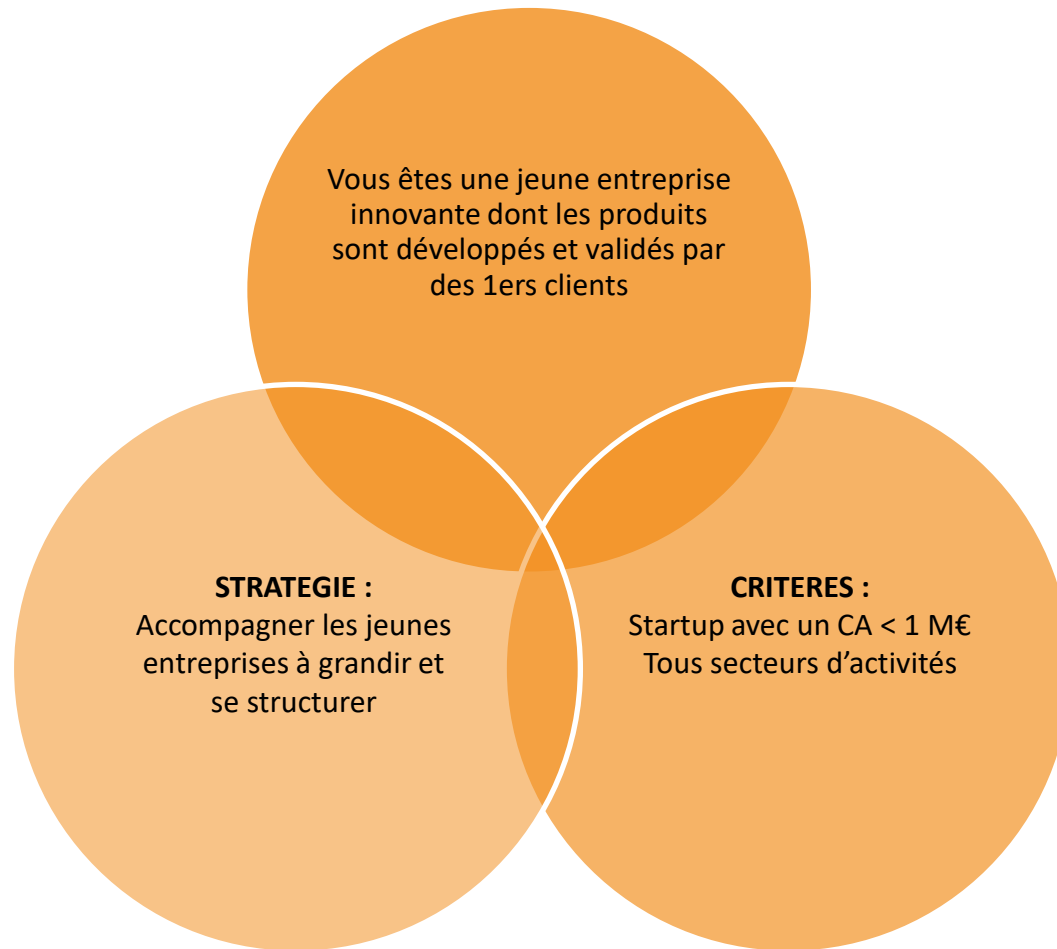 Vous êtes une jeune entreprise
innovante dont les produits
sont développés et validés par
des 1ers clients
STRATEGIE :
Accompagner les jeunes
entreprises à grandir et
se structurer
CRITERES :
Startup avec un CA < 1 M€
Tous secteurs d’activités